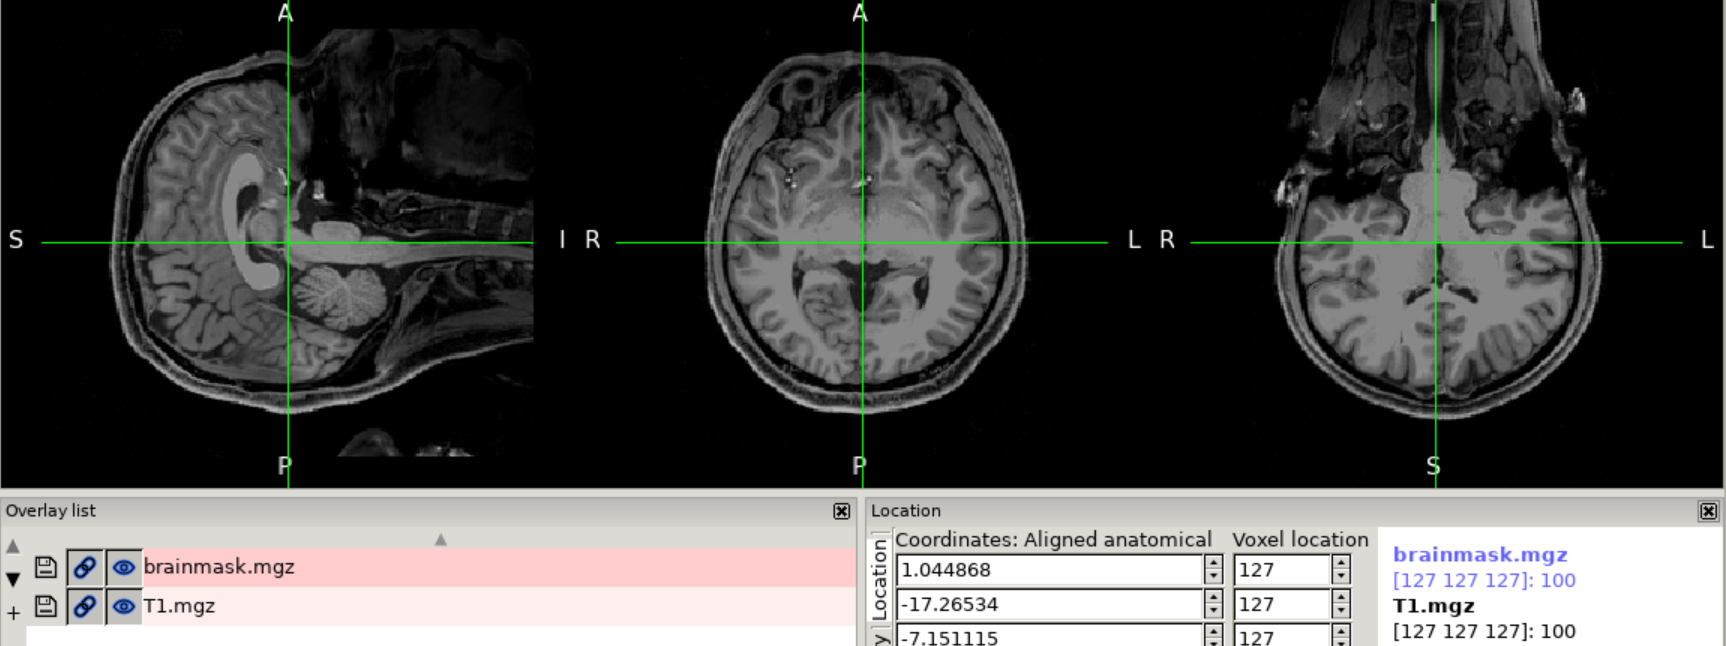 A
A
I
S
I
R
L
R
L
P
P
S
Overlay list
Location
Coordinates: Aligned anatomical
Voxel location
brainmask.mgz
T1.mgz
Location
1.044868
127
-17.26534
127
-7.151115
127
brainmask.mgz
[127 127 127]: 100
T1.mgz
[127 127 127]: 100